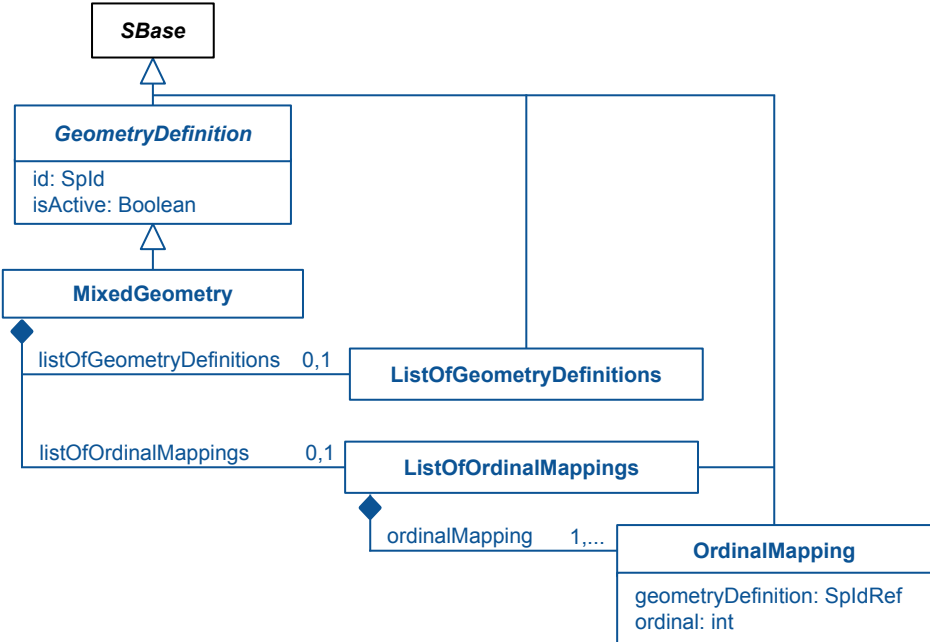 SBase
GeometryDefinition
id: SpId
isActive: Boolean
MixedGeometry
listOfGeometryDefinitions 0,1
ListOfGeometryDefinitions
listOfOrdinalMappings 0,1
ListOfOrdinalMappings
ordinalMapping 1,...
OrdinalMapping
geometryDefinition: SpIdRef
ordinal: int